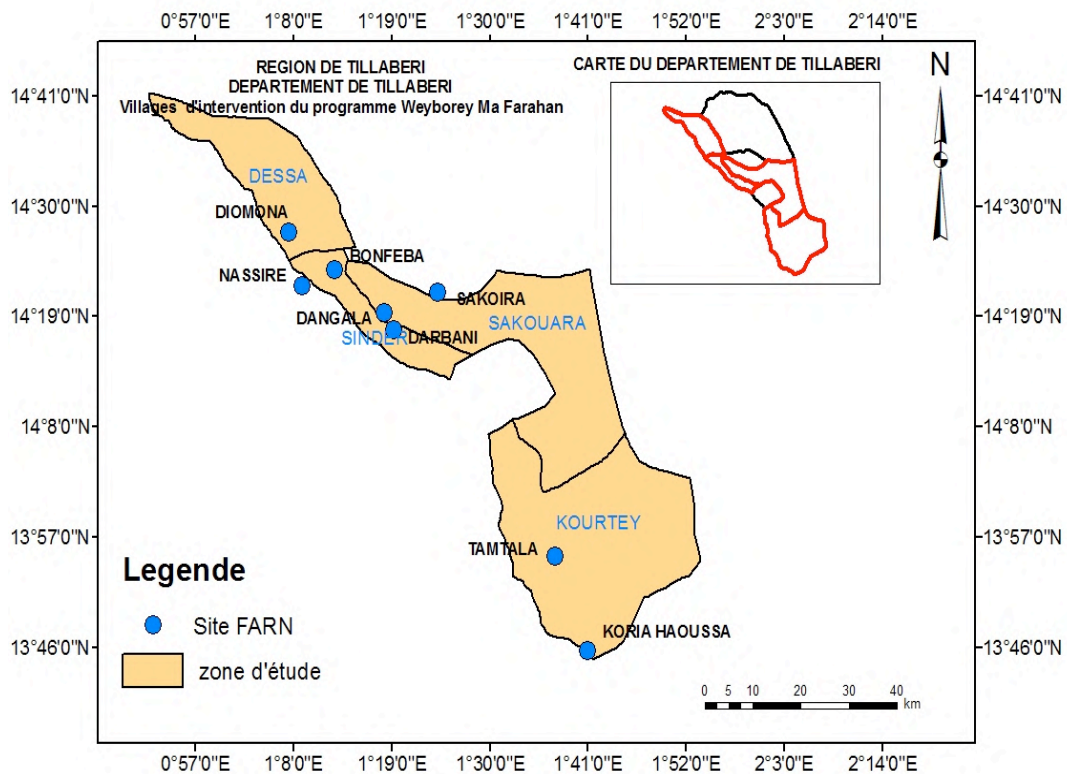 0°57'0"E 1°8'0"E 1°19'0"E 1°30'0"E 1°41'0"E 1°52'0"E 2°3'0"E 2°14'0"E
REGION DE TILLABERI
DEPARTEMENT DE TILLABERI
Villages d'intervention du programme Weyborey Ma Farahan
CARTE DU DEPARTEMENT DE TILLABERI
N
14°41'0"N 14°41'0"N
DESSA
14°30'0"N 14°30'0"N
DIOMONA
BONFEBA
NASSIRE
SAKOIRA
14°19'0"N 14°19'0"N
DANGALA
SAKOUARA
SINDER
DARBANI
14°8'0"N 14°8'0"N
KOURTEY
13°57'0"N 13°57'0"N
TAMTALA
Legende
Site FARN
KORIA HAOUSSA
13°46'0"N 13°46'0"N
zone d'étude
0 5 10 20 30 40
km
0°57'0"E 1°8'0"E 1°19'0"E 1°30'0"E 1°41'0"E 1°52'0"E 2°3'0"E 2°14'0"E